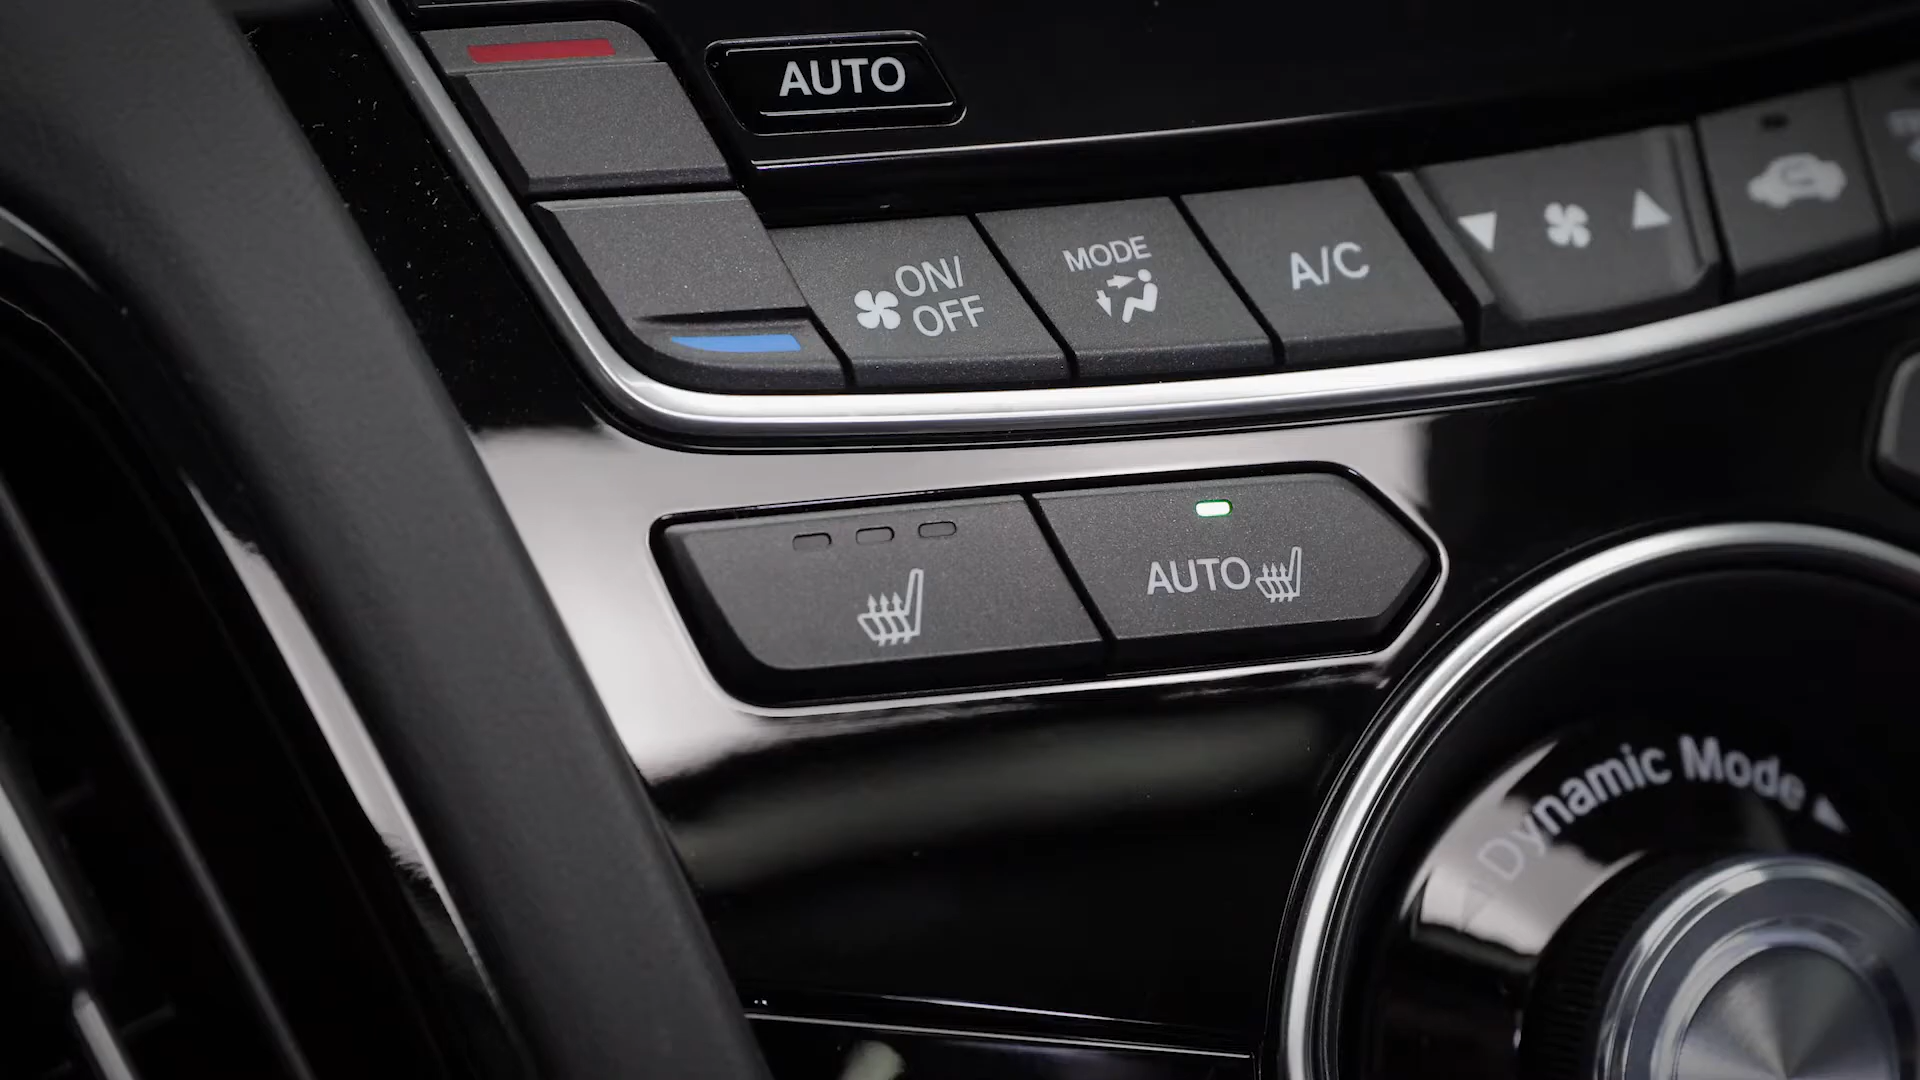 AUTO
ON/
OFF
MODE
A/C
AUTO
Dynamic Mode